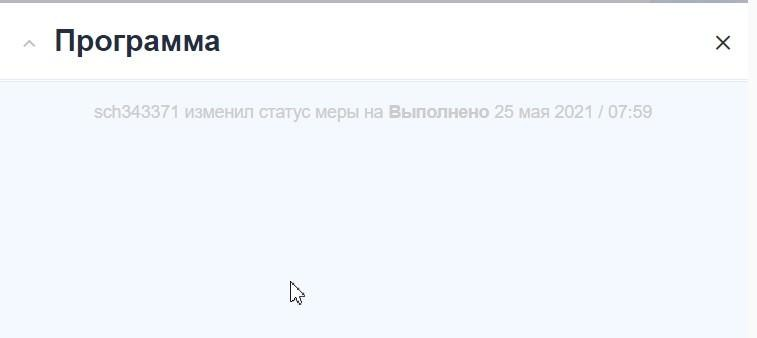 Программа
sch343371 изменил статус меры на Выполнено 25 мая 2021 / 07:59